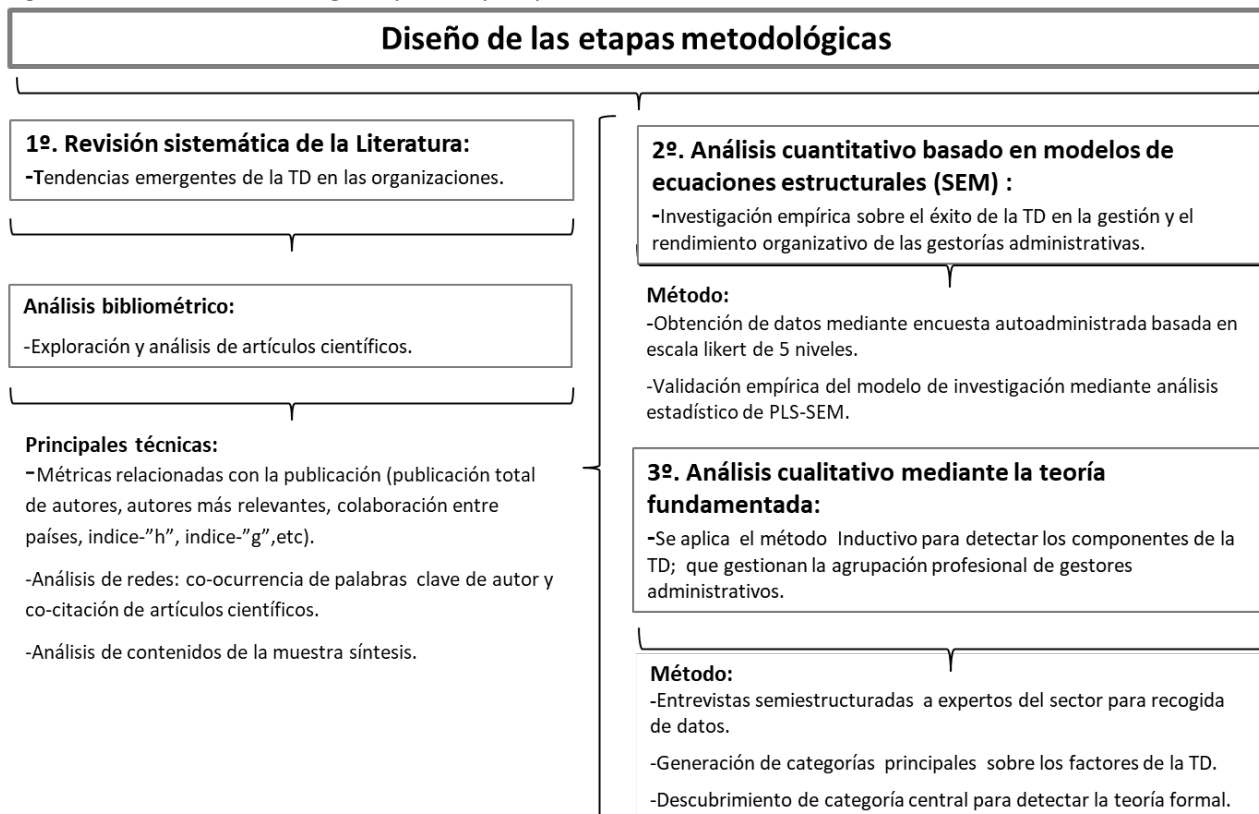 Diseño de las etapas metodológicas
1º. Revisión sistemática de la Literatura:
-Tendencias emergentes de la TD en las organizaciones.
Análisis bibliométrico:
-Exploración y análisis de artículos científicos.
Principales técnicas:
-Métricas relacionadas con la publicación (publicación total
de autores, autores más relevantes, colaboración entre
países, indice-”h”, indice-”g”,etc).
-Análisis de redes: co-ocurrencia de palabras clave de autor y
co-citación de artículos científicos.
-Análisis de contenidos de la muestra síntesis.
2º. Análisis cuantitativo basado en modelos de
ecuaciones estructurales (SEM) :
-Investigación empírica sobre el éxito de la TD en la gestión y el
rendimiento organizativo de las gestorías administrativas.
Método:
-Obtención de datos mediante encuesta autoadministrada basada en
escala likert de 5 niveles.
-Validación empírica del modelo de investigación mediante análisis
estadístico de PLS-SEM.
3º. Análisis cualitativo mediante la teoría
fundamentada:
-Se aplica el método Inductivo para detectar los componentes de la
TD; que gestionan la agrupación profesional de gestores
administrativos.
Método:
-Entrevistas semiestructuradas a expertos del sector para recogida
de datos.
-Generación de categorías principales sobre los factores de la TD.
-Descubrimiento de categoría central para detectar la teoría formal.